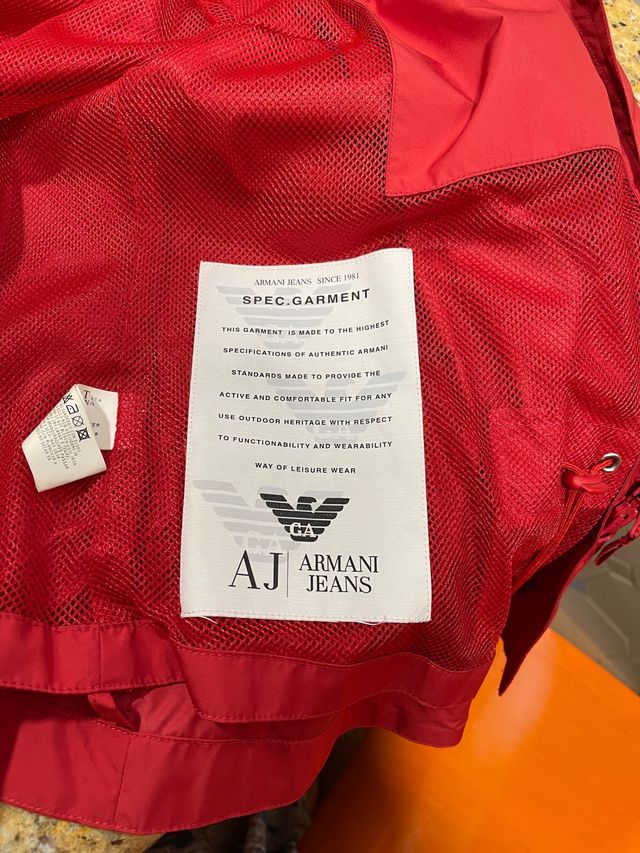 ARMANI JEANS SINCE 1981
SPEC.GARMENT
THIS GARMENT IS MADE TO THE HIGHEST
SPECIFICATIONS OF AUTHENTIC ARMANI
STANDARDS MADE TO PROVIDE THE
ACTIVE AND COMFORTABLE FIT FOR ANY
USE OUTDOOR HERITAGE WITH RESPECT
TO FUNCTIONABILITY AND WEARABILITY
WAY OF LEISURE WEAR
GA
AJ ARMANI
JEANS